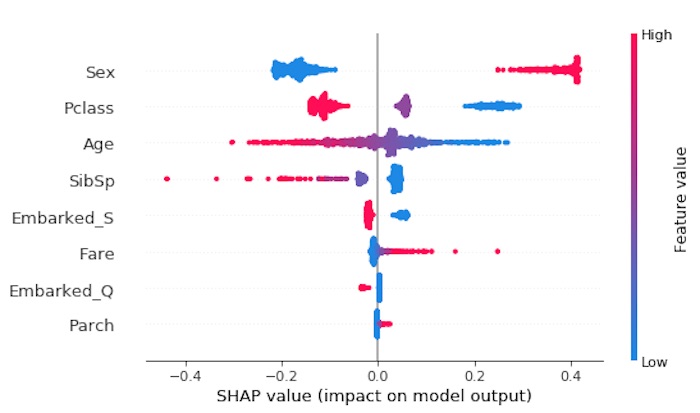 High
Sex
Pclass
Age
SibSp
Embarked_S
Fare
Embarked_Q
Parch
Feature value
Low
−0.4 −0.2 0.0 0.2 0.4
SHAP value (impact on model output)